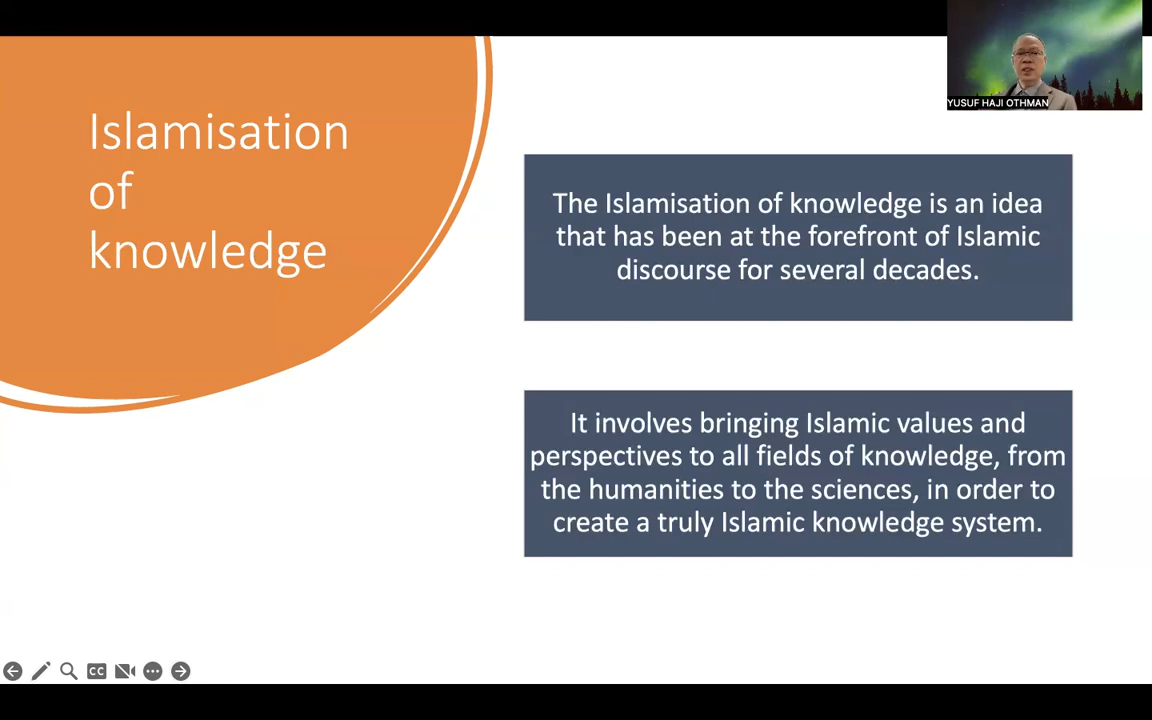 Islamisation
of
knowledge
YUSUF HAJI OTHMAN
The Islamisation of knowledge is an idea
that has been at the forefront of Islamic
discourse for several decades.
It involves bringing Islamic values and
perspectives to all fields of knowledge, from
the humanities to the sciences, in order to
create a truly Islamic knowledge system.
CC